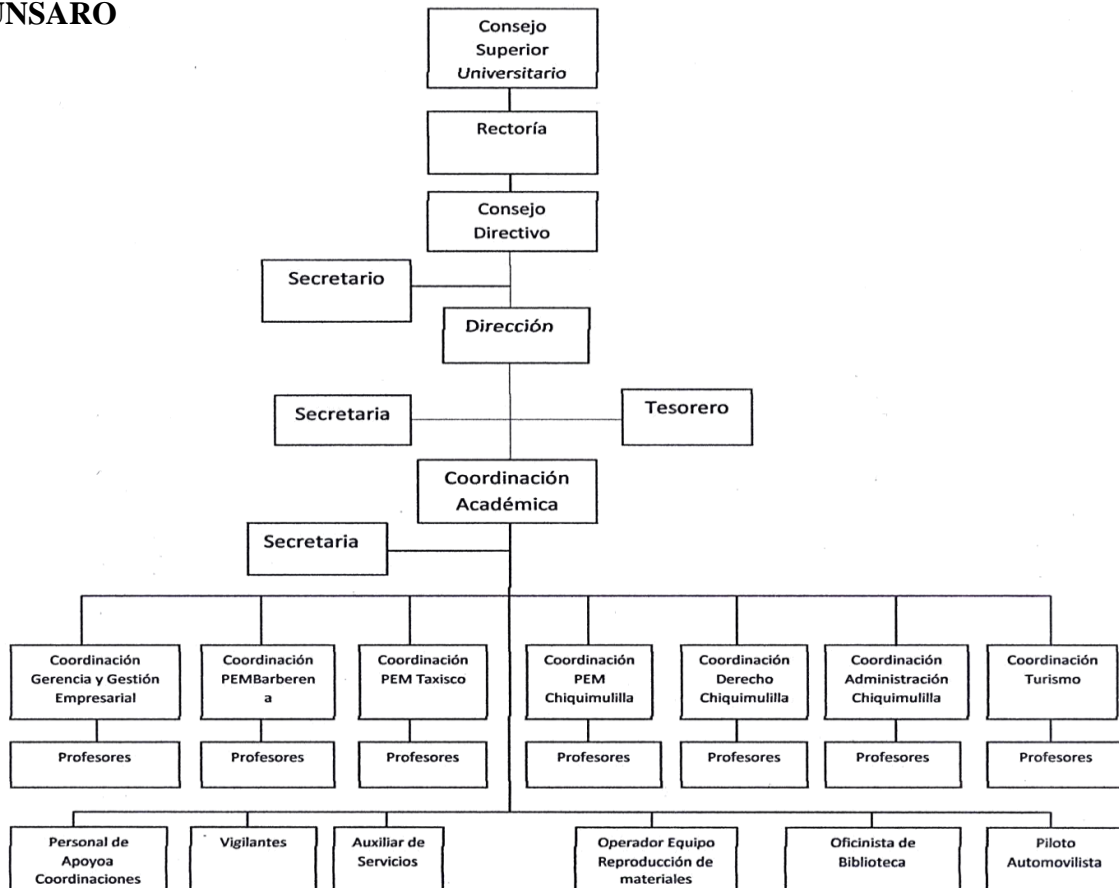 UNSARO
Consejo
Superior
Universitario
Rectoría
Consejo
Directivo
Secretario
Dirección
Secretaria
Tesorero
Coordinación
Académica
Secretaria
Coordinación
Gerencia y Gestión
Empresarial
Coordinación
PEMBarberen
a
Coordinación
PEM Taxisco
Coordinación
PEM
Chiquimulilla
Coordinación
Derecho
Chiquimulilla
Coordinación
Administración
Chiquimulilla
Coordinación
Turismo
Profesores
Profesores
Profesores
Profesores
Profesores
Profesores
Profesores
Personal de
Apoyoa
Coordinaciones
Vigilantes
Auxiliar de
Servicios
Operador Equipo
Reproducción de
materiales
Oficinista de
Biblioteca
Piloto
Automovilista